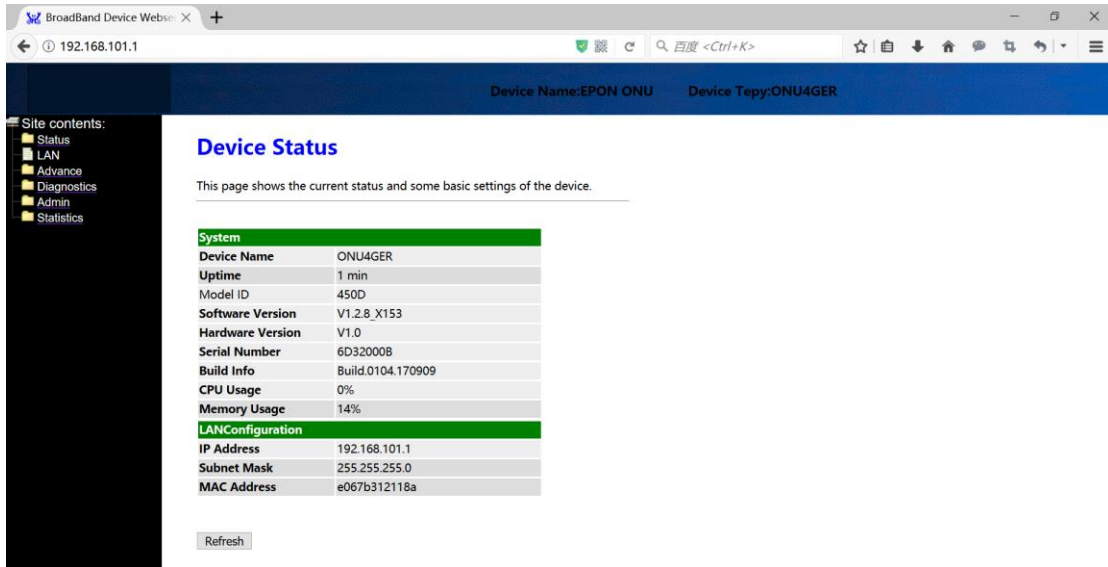 BroadBand Device Webse
192.168.101.1
百度 <Ctrl+K>
Device Name:EPON ONU Device Tepy:ONU4GER
Site contents:
Status
LAN
Advance
Diagnostics
Admin
Statistics
Device Status
This page shows the current status and some basic settings of the device.
System
Device Name ONU4GER
Uptime 1 min
Model ID 450D
Software Version V1.2.8_X153
Hardware Version V1.0
Serial Number 6D32000B
Build Info Build.0104.170909
CPU Usage 0%
Memory Usage 14%
LANConfiguration
IP Address 192.168.101.1
Subnet Mask 255.255.255.0
MAC Address e067b312118a
Refresh